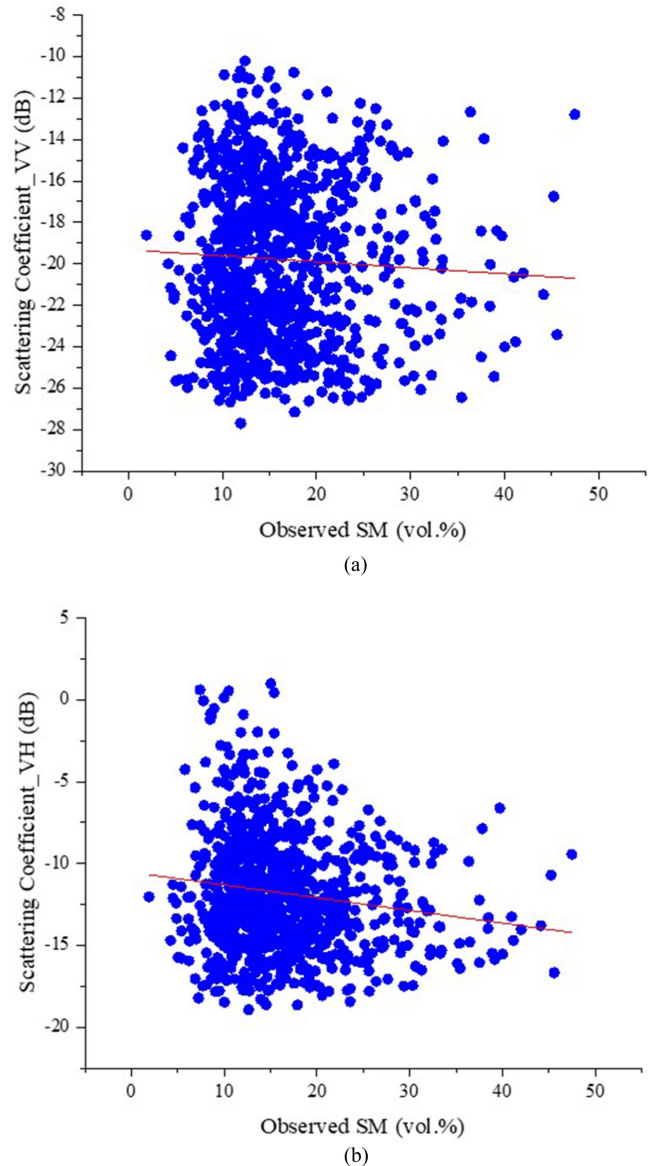 -8
-10
-12
-14
-16
-18
-20
-22
-24
-26
-28
-30
Scattering Coefficient_VV (dB)
0 10 20 30 40 50
Observed SM (vol.%)
(a)
5
0
-5
-10
-15
-20
Scattering Coefficient_VH (dB)
0 10 20 30 40 50
Observed SM (vol.%)
(b)